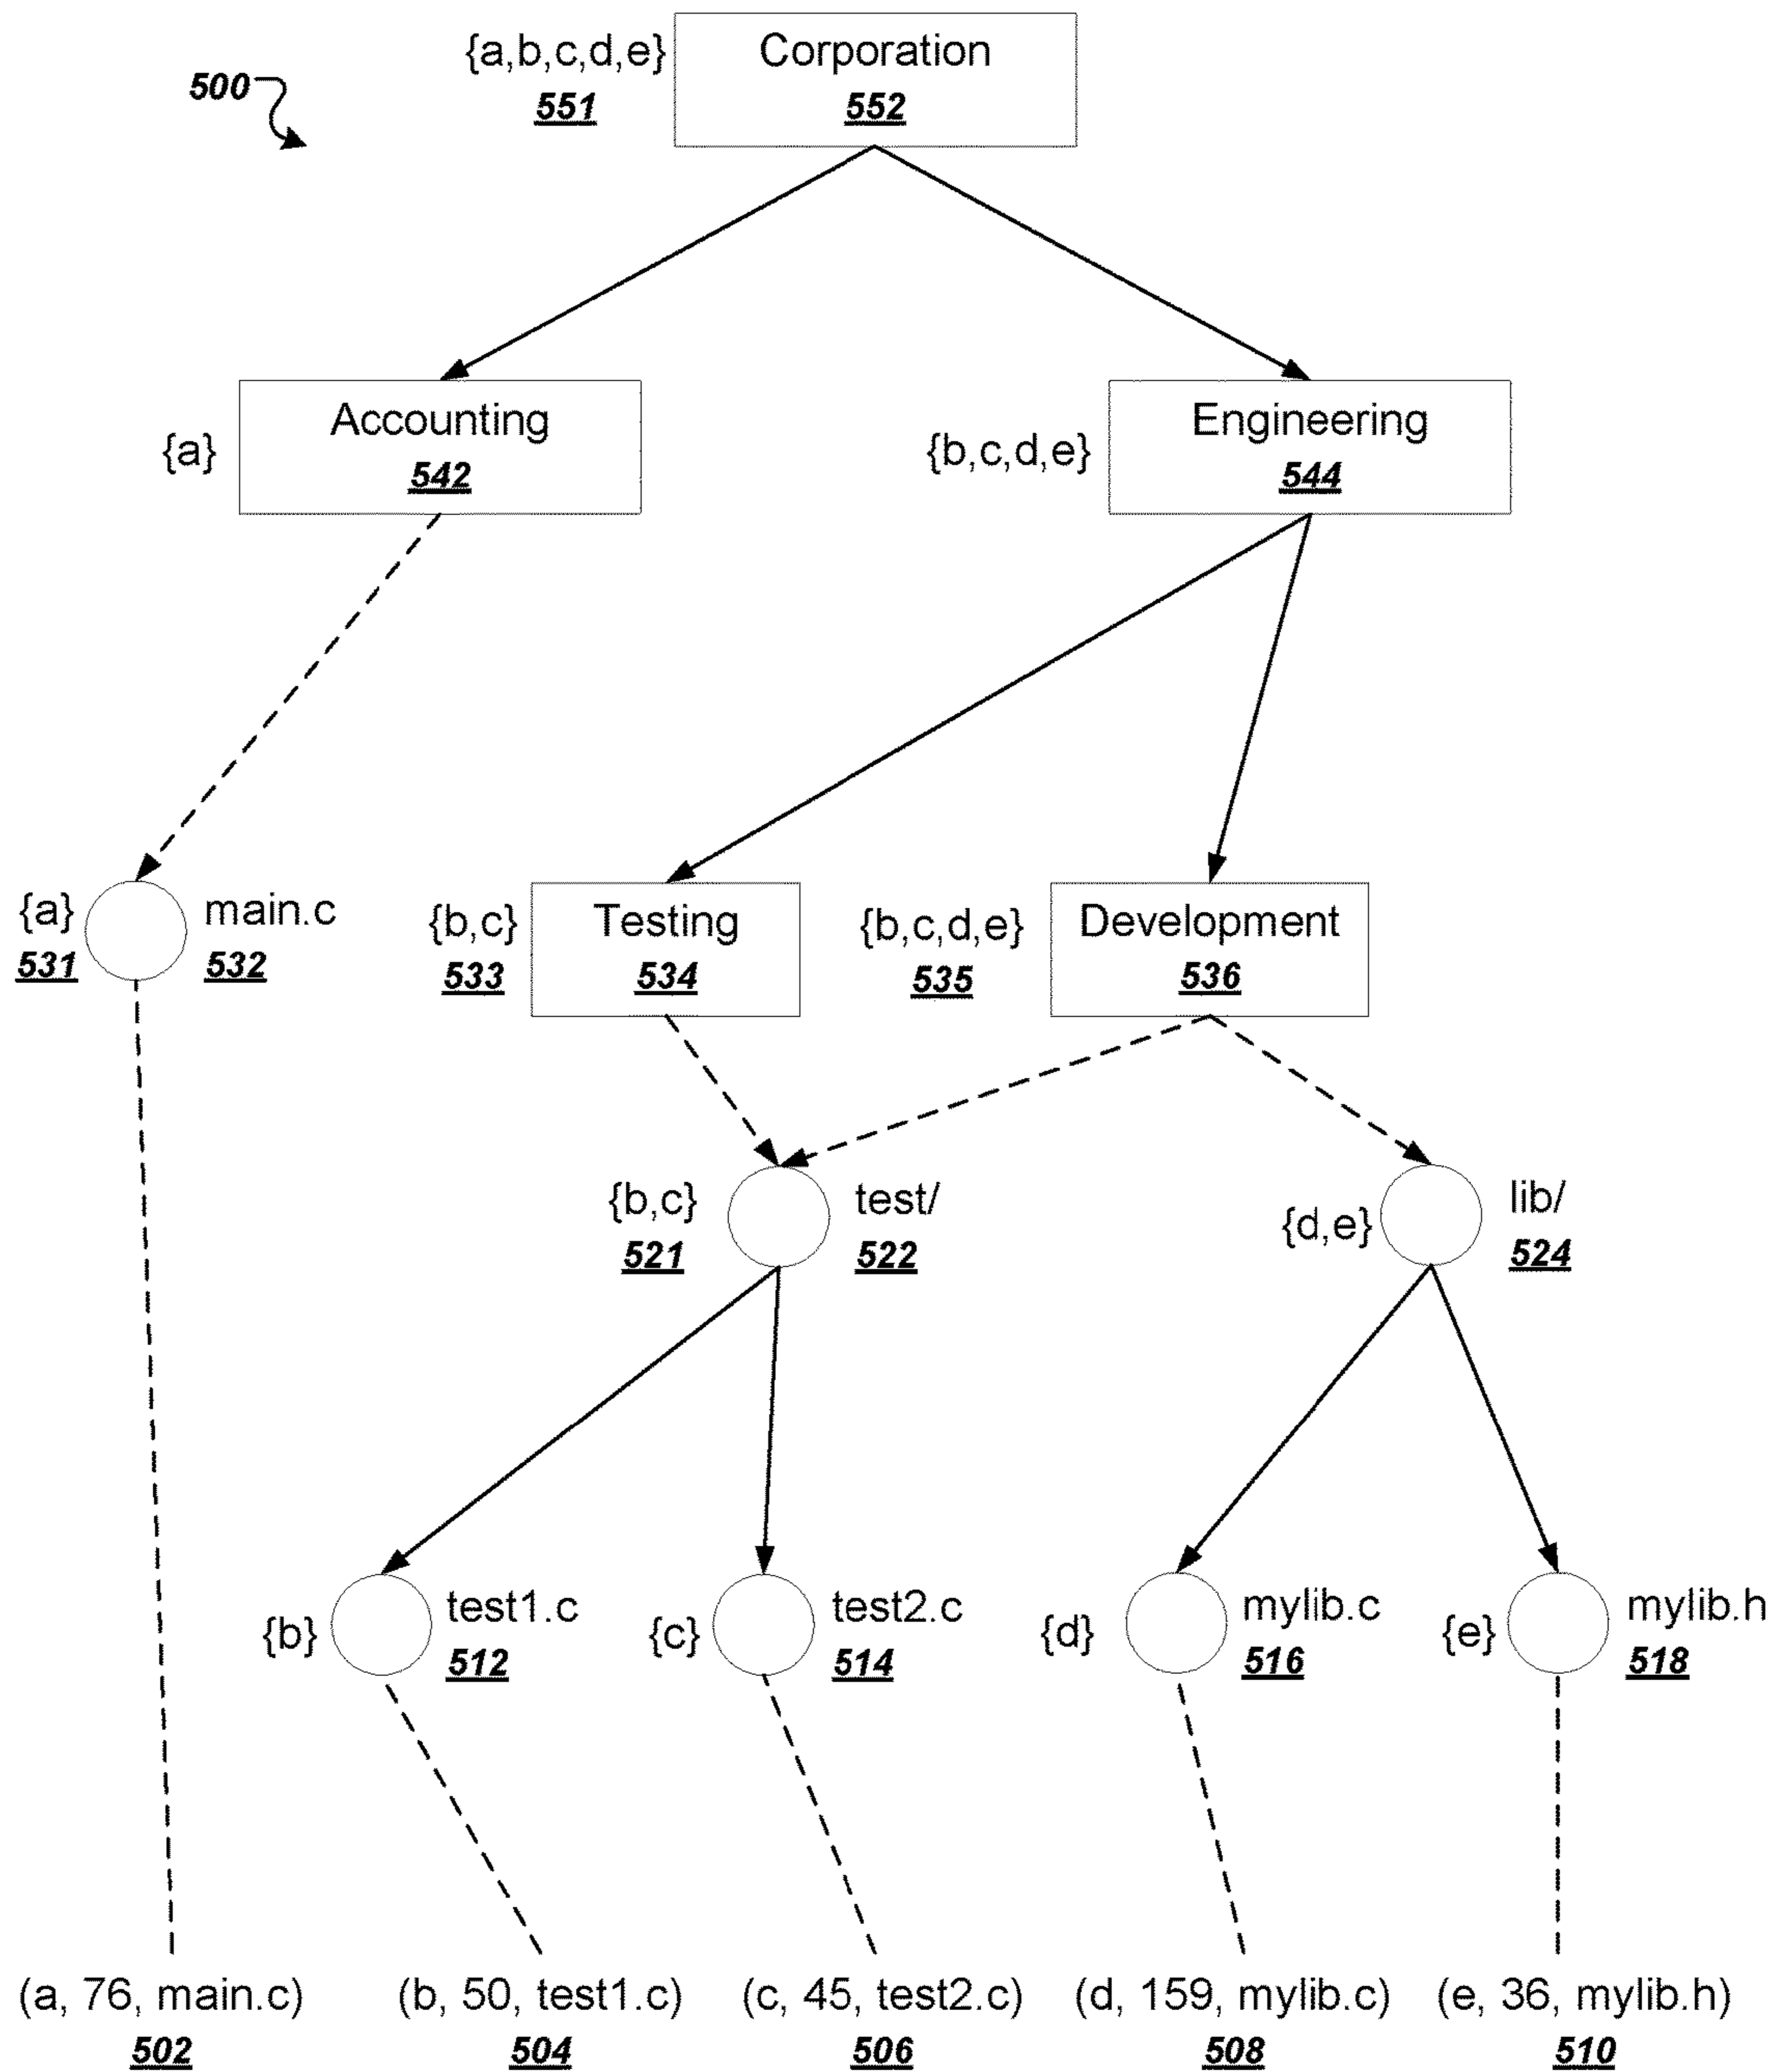 {a,b,c,d,e}
551
Corporation
552
500
{a}
Accounting
542
{b,c,d,e}
Engineering
544
{a}
531
main.c
532
{b,c}
533
Testing
534
{b,c,d,e}
535
Development
536
{b,c}
521
test/
522
{d,e}
lib/
524
{b}
test1.c
512
{c}
test2.c
514
{d}
mylib.c
516
{e}
mylib.h
518
(a, 76, main.c)
502
(b, 50, test1.c)
504
(c, 45, test2.c)
506
(d, 159, mylib.c)
508
(e, 36, mylib.h)
510